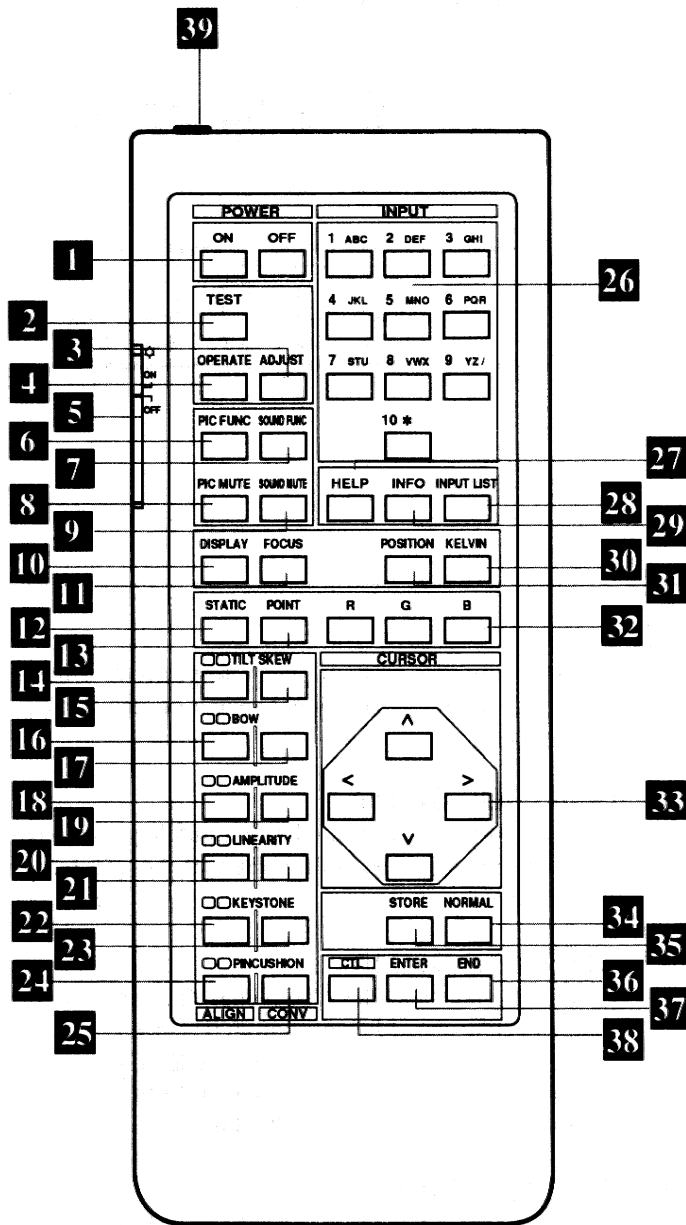 39
POWER INPUT
ON OFF 1 ABC 2 DEF 3 GHI
1
26
TEST 4 JKL 5 MNO 6 PQR
2
3
OPERATE ADJUST 7 STU 8 VWX 9 YZ /
ON
4
5
OFF
PIC FUNC SOUND FUNC 10 *
6
7
27
PIC MUTE SOUND MUTE HELP INFO INPUT LIST
8
28
9
29
DISPLAY FOCUS POSITION KELVIN
10
30
11
31
STATIC POINT R G B
12
32
13
TILT SKEW CURSOR
14
15
BOW ^
16
17
AMPLITUDE < >
18
33
19
LINEARITY v
20
21
KEYSTONE STORE NORMAL
22
34
23
35
PINCUSHION CTL ENTER END
24
36
37
ALIGN CONV
25
38